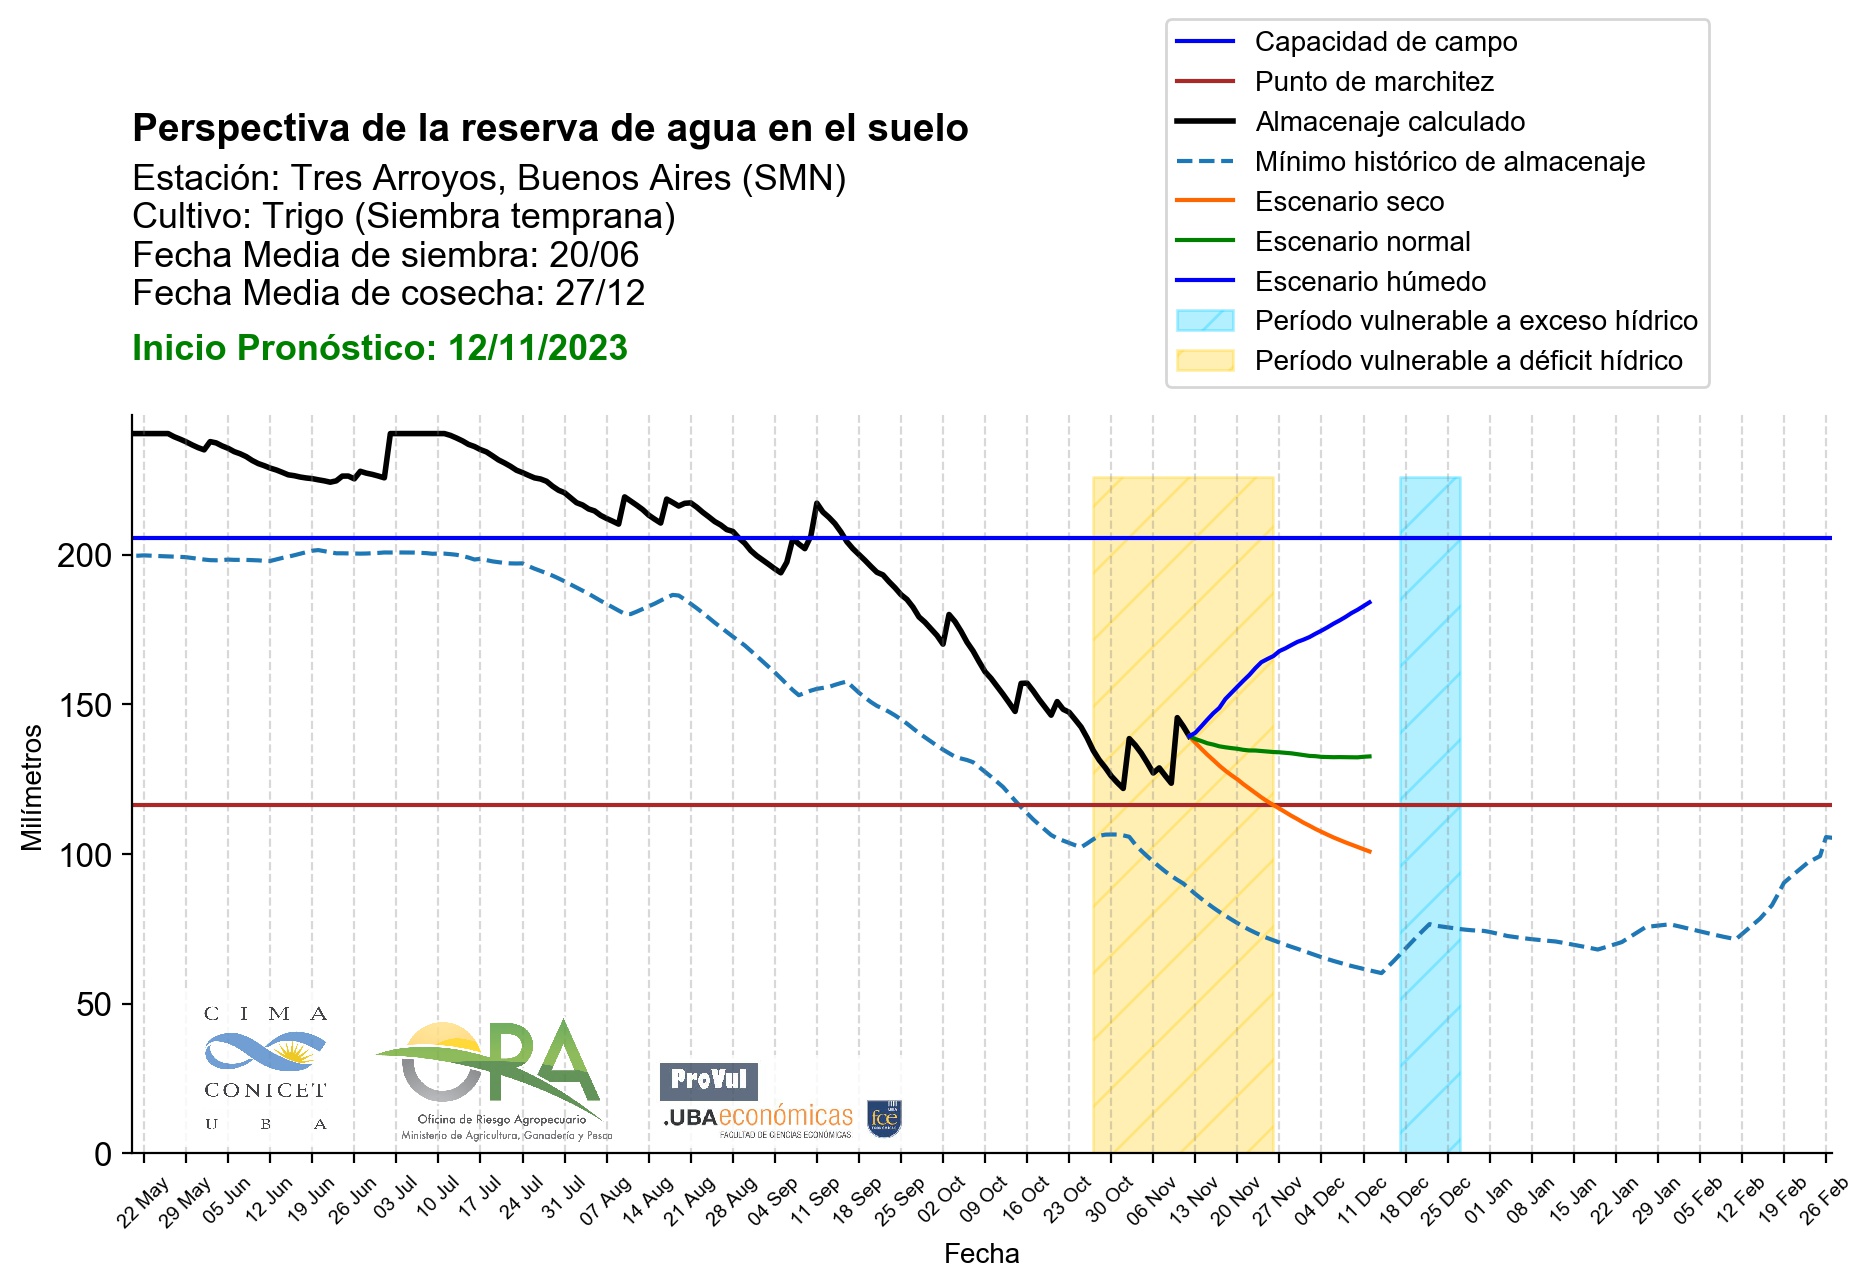 Capacidad de campo
Punto de marchitez
Almacenaje calculado
Mínimo histórico de almacenaje
Escenario seco
Escenario normal
Escenario húmedo
Período vulnerable a exceso hídrico
Período vulnerable a déficit hídrico
Perspectiva de la reserva de agua en el suelo
Estación: Tres Arroyos, Buenos Aires (SMN)
Cultivo: Trigo (Siembra temprana)
Fecha Media de siembra: 20/06
Fecha Media de cosecha: 27/12
Inicio Pronóstico: 12/11/2023
Milímetros
200
150
100
50
0
CIMA
CONICET
UBA
ORA
Oficina de Riesgo Agropecuario
Ministerio de Agricultura, Ganadería y Pesca
ProVul
.UBAeconómicas
FACULTAD DE CIENCIAS ECONÓMICAS
fce
22 May
29 May
05 Jun
12 Jun
19 Jun
26 Jun
03 Jul
10 Jul
17 Jul
24 Jul
31 Jul
07 Aug
14 Aug
21 Aug
28 Aug
04 Sep
11 Sep
18 Sep
25 Sep
02 Oct
09 Oct
16 Oct
23 Oct
30 Oct
06 Nov
13 Nov
20 Nov
27 Nov
04 Dec
11 Dec
18 Dec
25 Dec
01 Jan
08 Jan
15 Jan
22 Jan
29 Jan
05 Feb
12 Feb
19 Feb
26 Feb
Fecha